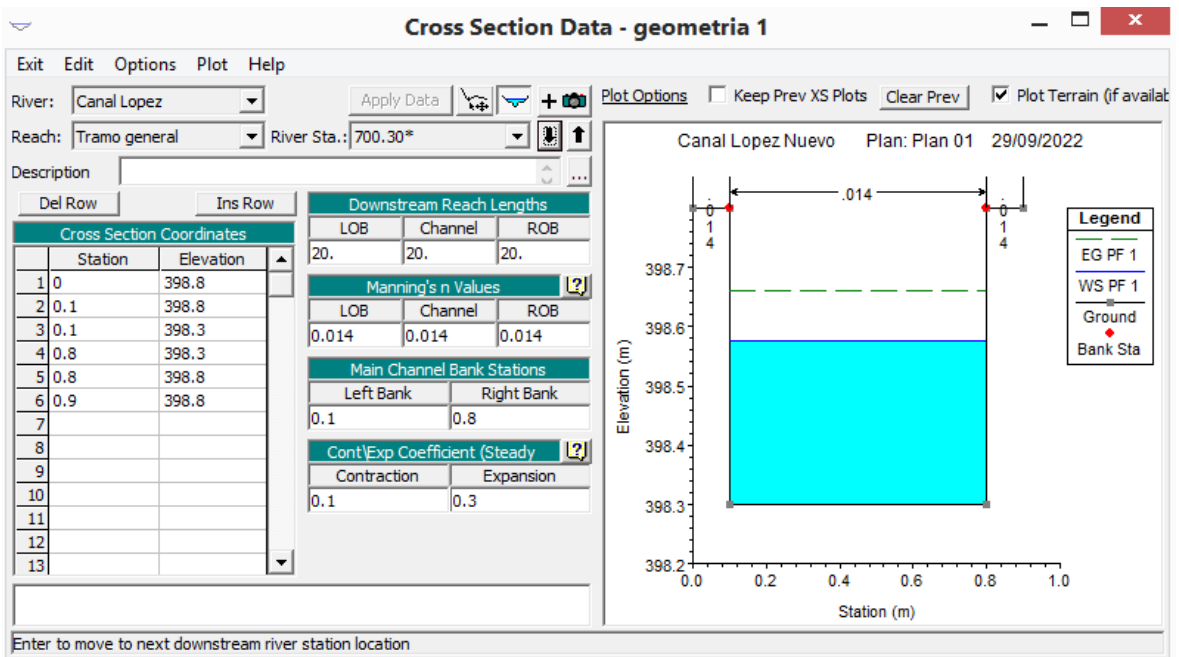 Cross Section Data - geometria 1
Exit Edit Options Plot Help
River: Canal Lopez Apply Data
Reach: Tramo general River Sta.: 700.30*
Description ...
Del Row Ins Row
Cross Section Coordinates
Station Elevation
1 0 398.8
2 0.1 398.8
3 0.1 398.3
4 0.8 398.3
5 0.8 398.8
6 0.9 398.8
7
8
9
10
11
12
13
Downstream Reach Lengths
LOB Channel ROB
20. 20. 20.
Manning's n Values
LOB Channel ROB
0.014 0.014 0.014
Main Channel Bank Stations
Left Bank Right Bank
0.1 0.8
Cont\Exp Coefficient (Steady
Contraction Expansion
0.1 0.3
Enter to move to next downstream river station location
Plot Options Keep Prev XS Plots Clear Prev Plot Terrain (if availab
Canal Lopez Nuevo Plan: Plan 01 29/09/2022
.014 .014 .014
Legend
EG PF 1
WS PF 1
Ground
Bank Sta
Elevation (m)
398.7
398.6
398.5
398.4
398.3
398.2
0.0 0.2 0.4 0.6 0.8 1.0
Station (m)